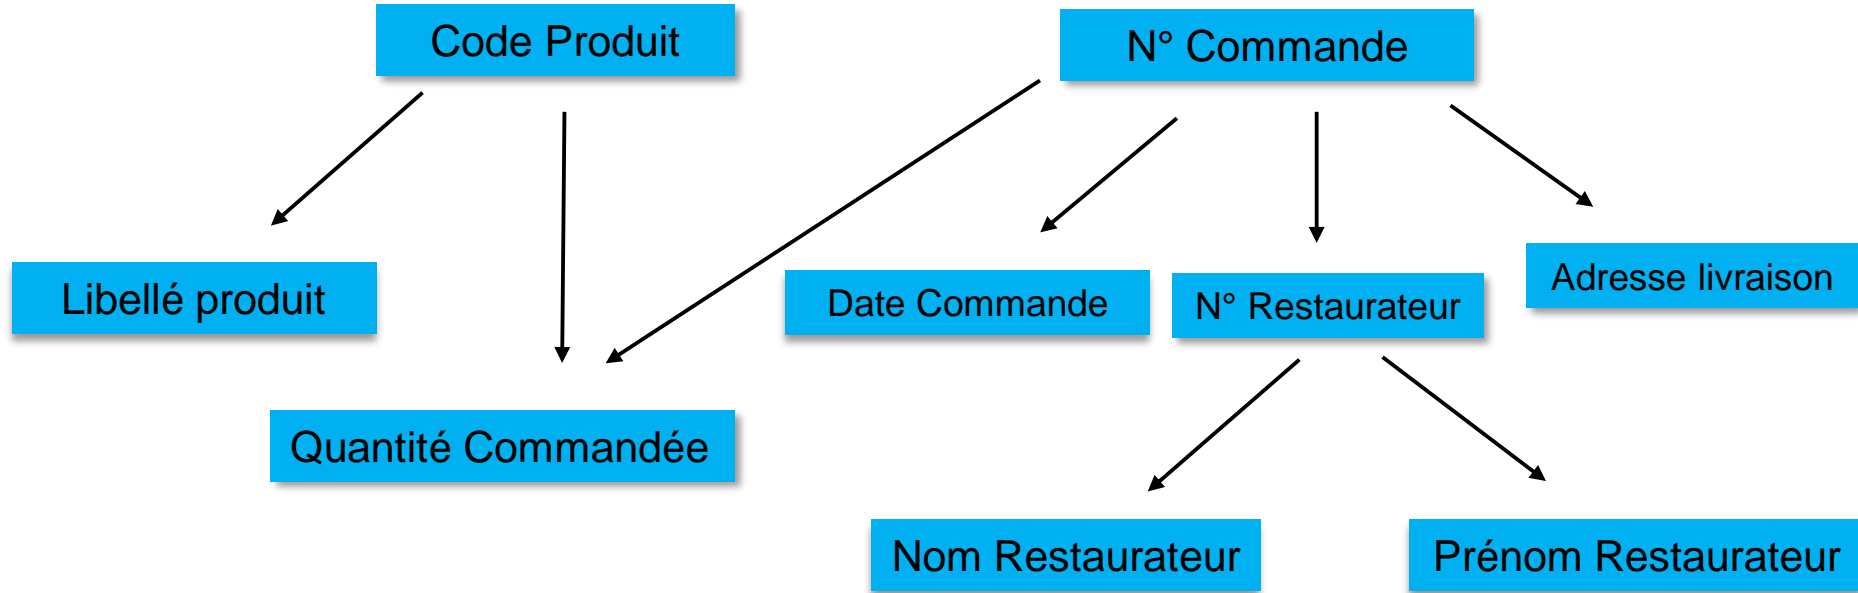 Code Produit
N° Commande
Libellé produit
Date Commande
N° Restaurateur
Adresse livraison
Quantité Commandée
Nom Restaurateur
Prénom Restaurateur